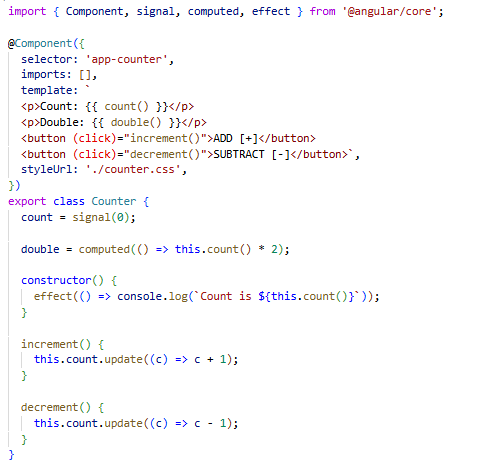 import { Component, signal, computed, effect } from '@angular/core';

@Component({
  selector: 'app-counter',
  imports: [],
  template: `
  <p>Count: {{ count() }}</p>
  <p>Double: {{ double() }}</p>
  <button (click)="increment()">ADD [+]</button>
  <button (click)="decrement()">SUBTRACT [-]</button>`,
  styleUrl: './counter.css',
})
export class Counter {
  count = signal(0);

  double = computed(() => this.count() * 2);

  constructor() {
    effect(() => console.log(`Count is ${this.count()}`));
  }

  increment() {
    this.count.update((c) => c + 1);
  }

  decrement() {
    this.count.update((c) => c - 1);
  }
}